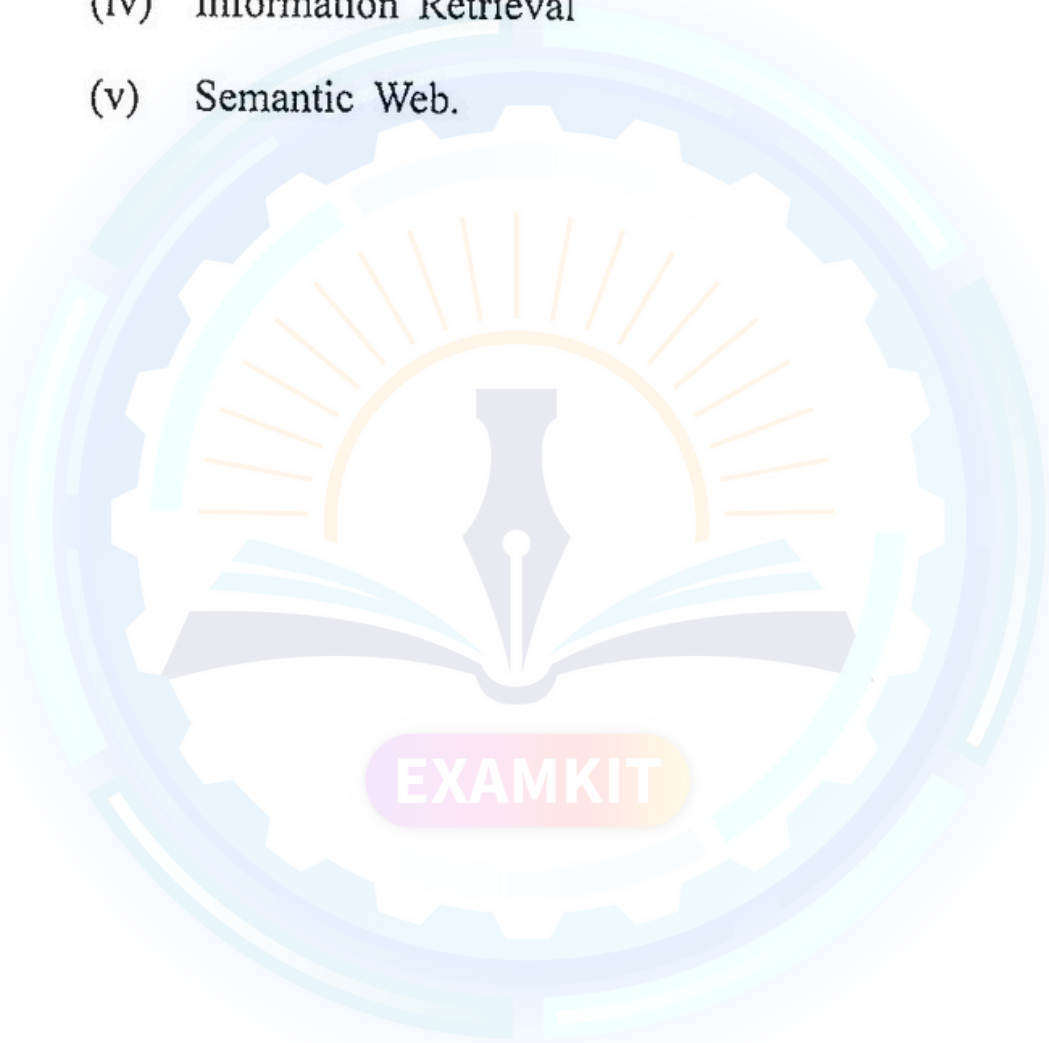 (iv) Information Retrieval
(v) Semantic Web.
EXAMKIT